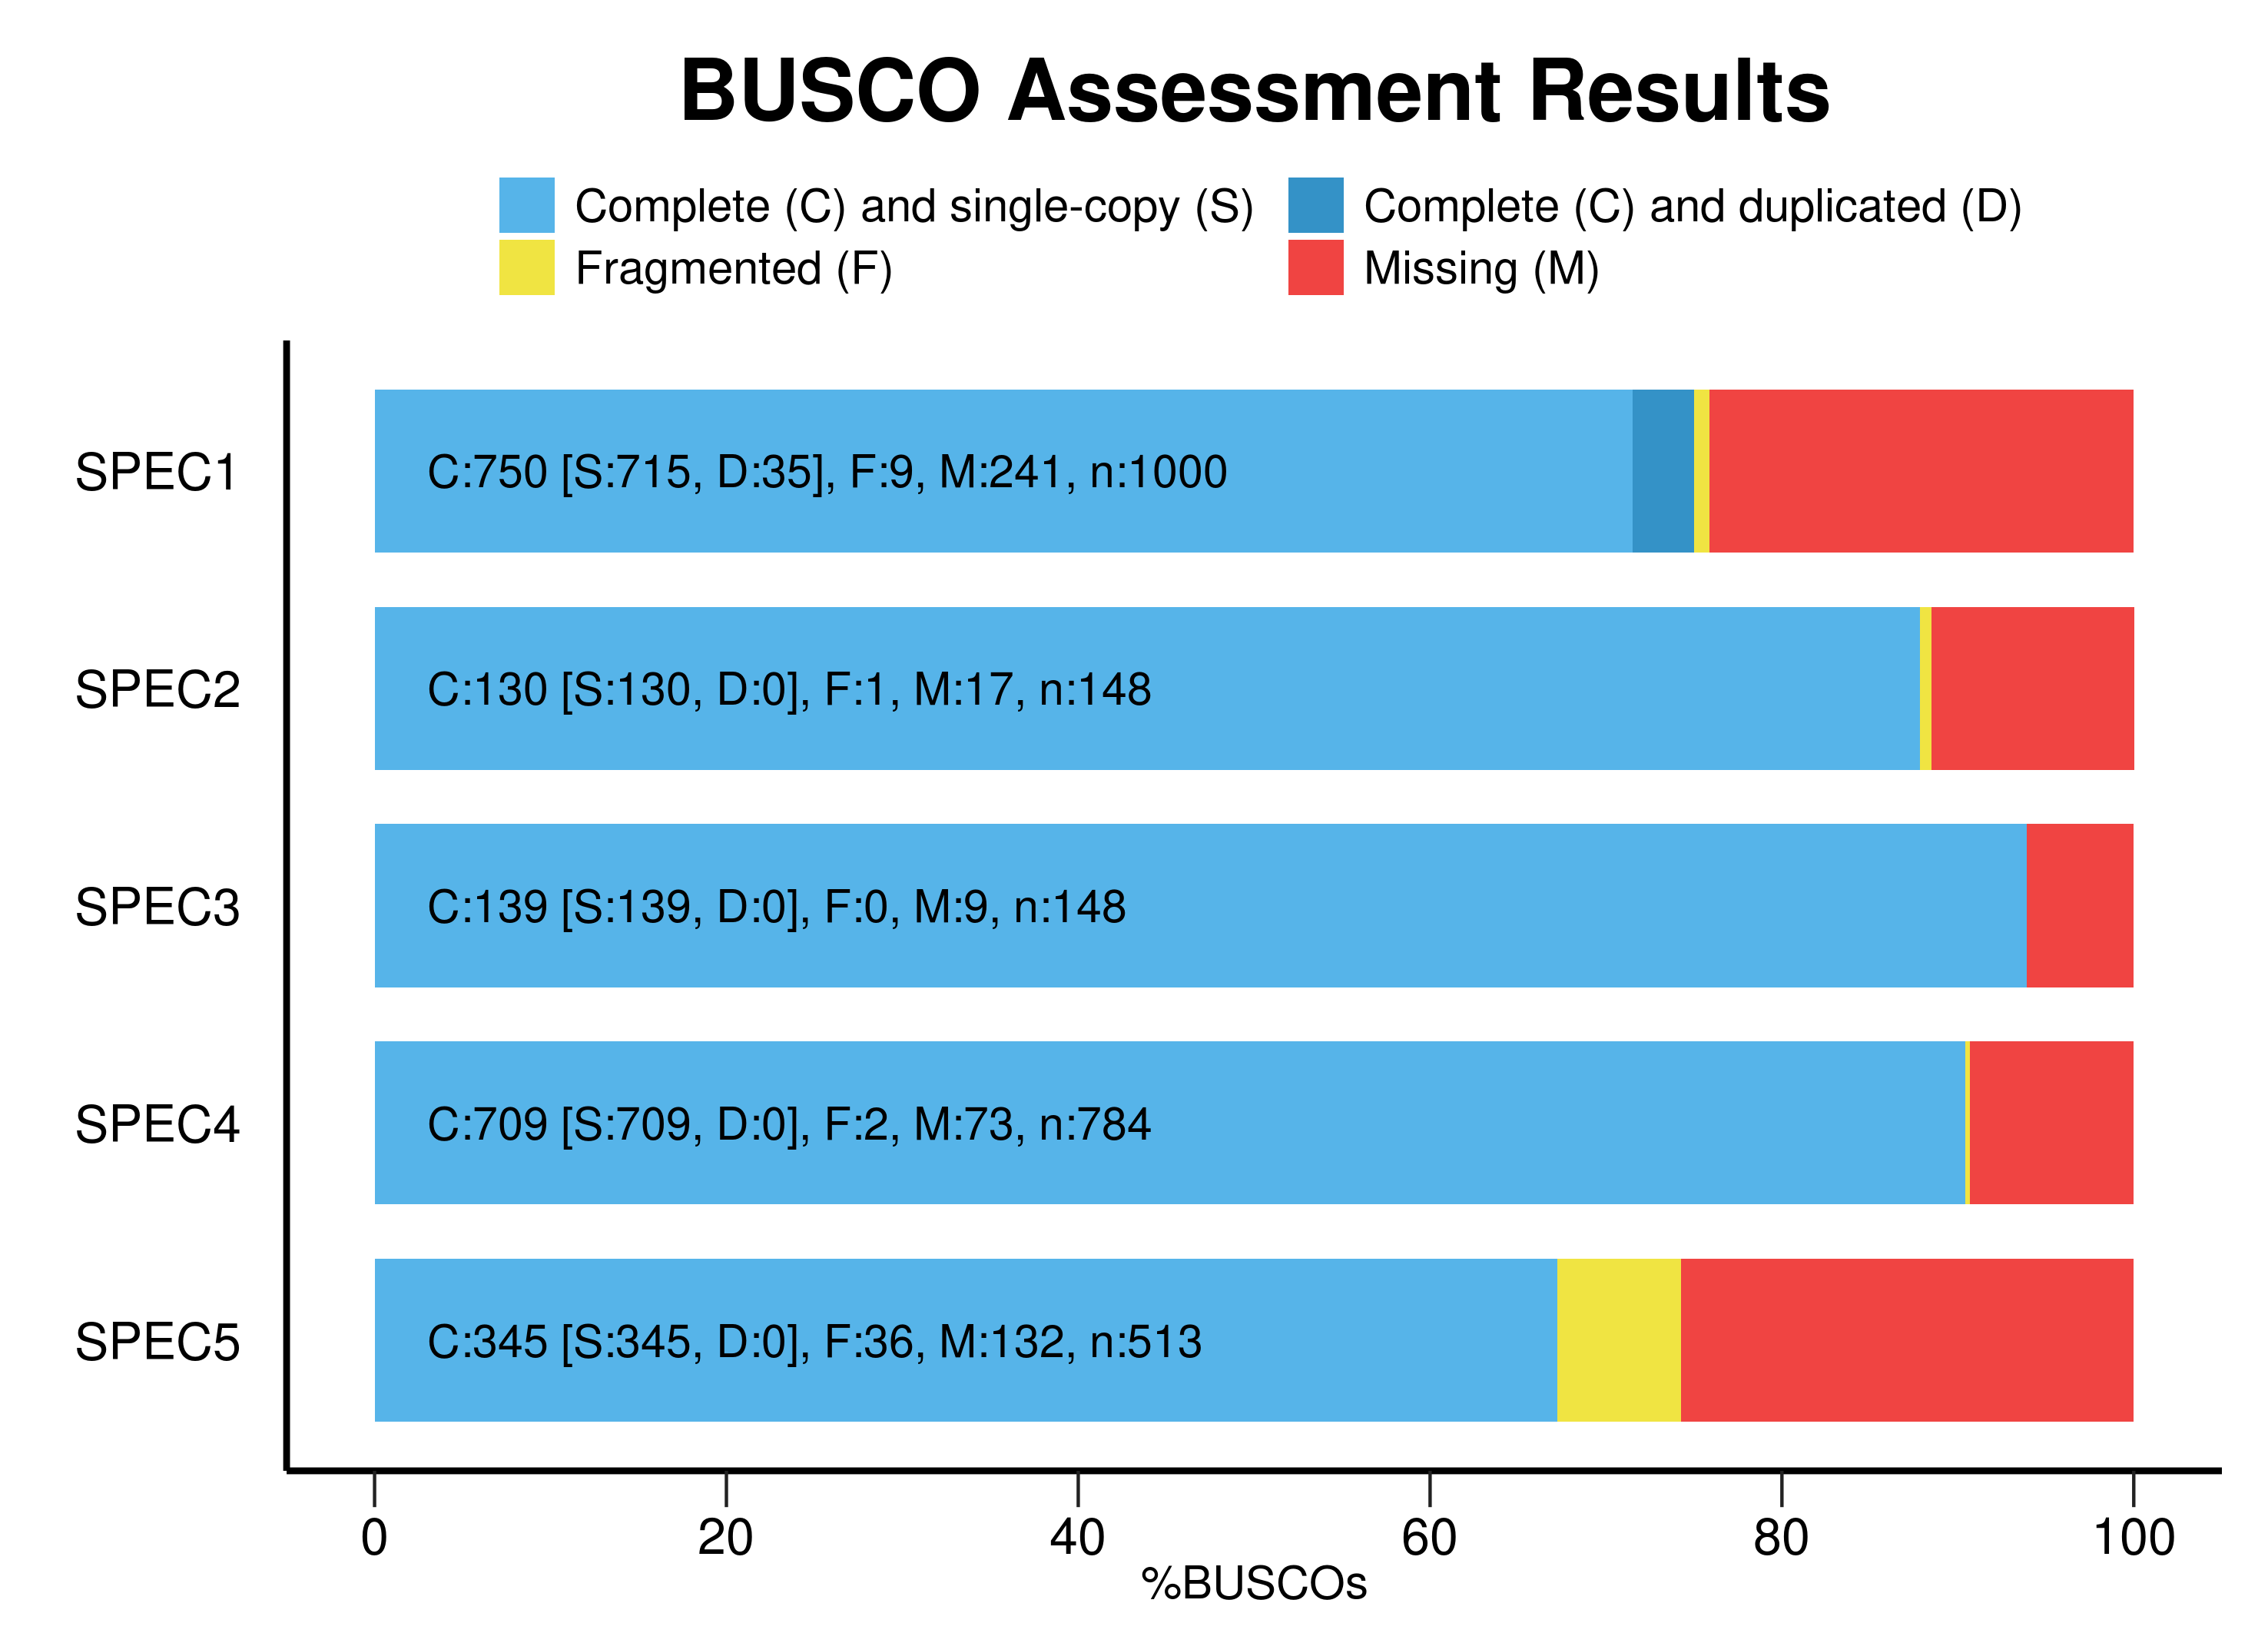 BUSCO Assessment Results
Complete (C) and single-copy (S) Complete (C) and duplicated (D)
Fragmented (F) Missing (M)
SPEC1 C:750 [S:715, D:35], F:9, M:241, n:1000
SPEC2 C:130 [S:130, D:0], F:1, M:17, n:148
SPEC3 C:139 [S:139, D:0], F:0, M:9, n:148
SPEC4 C:709 [S:709, D:0], F:2, M:73, n:784
SPEC5 C:345 [S:345, D:0], F:36, M:132, n:513
0 20 40 60 80 100
%BUSCOs